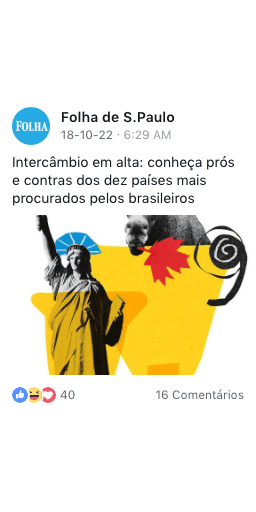 FOLHA
Folha de S.Paulo
18-10-22 · 6:29 AM
Intercâmbio em alta: conheça prós
e contras dos dez países mais
procurados pelos brasileiros
40
16 Comentários